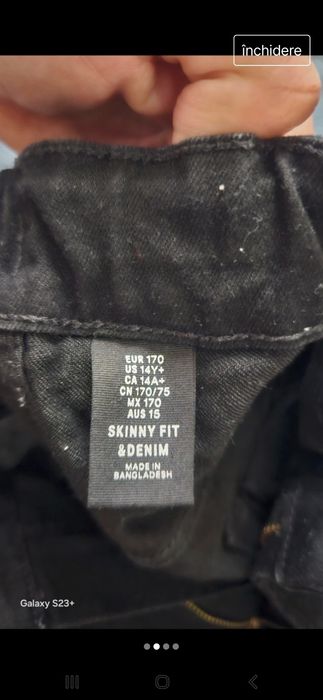 închidere
EUR 170
US 14Y+
CA 14A+
CN 170/75
MX 170
AUS 15
SKINNY FIT
&DENIM
MADE IN
BANGLADESH
Galaxy S23+